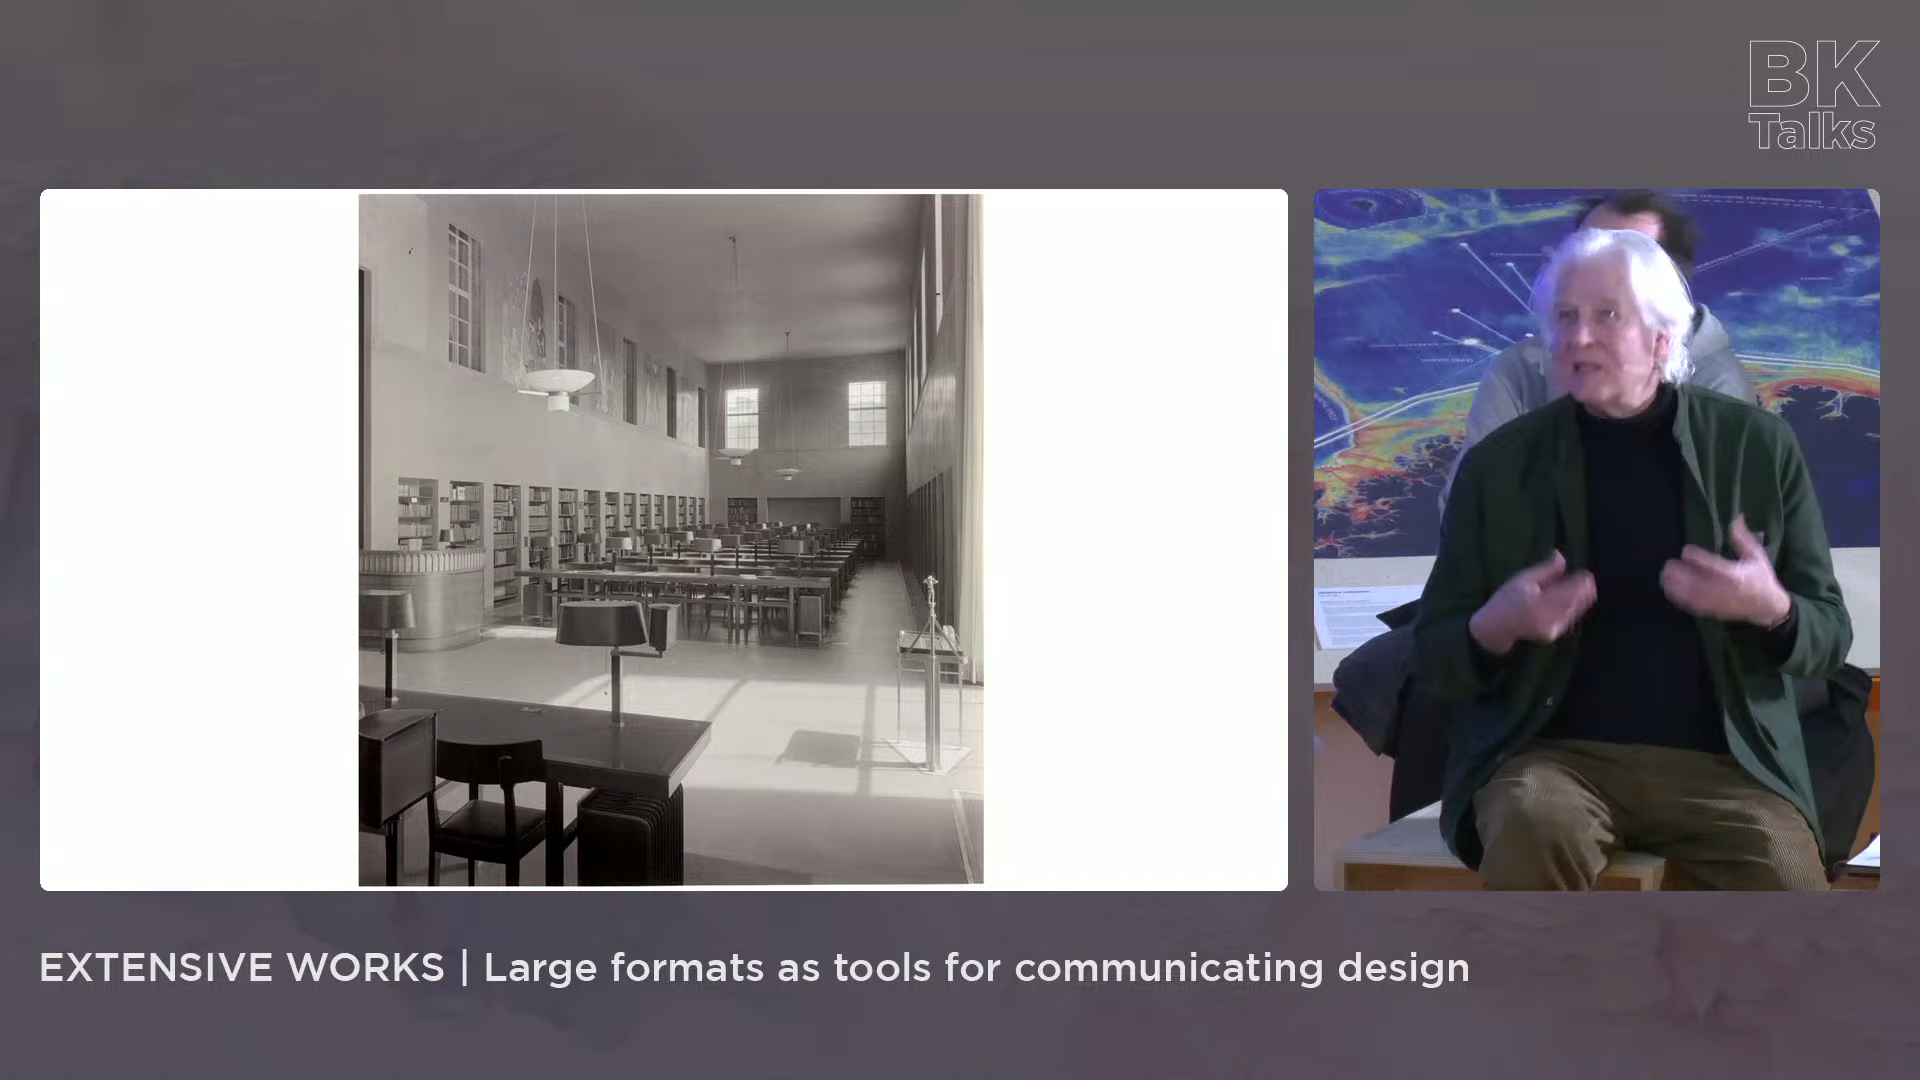 BK
Talks
EXTENSIVE WORKS | Large formats as tools for communicating design